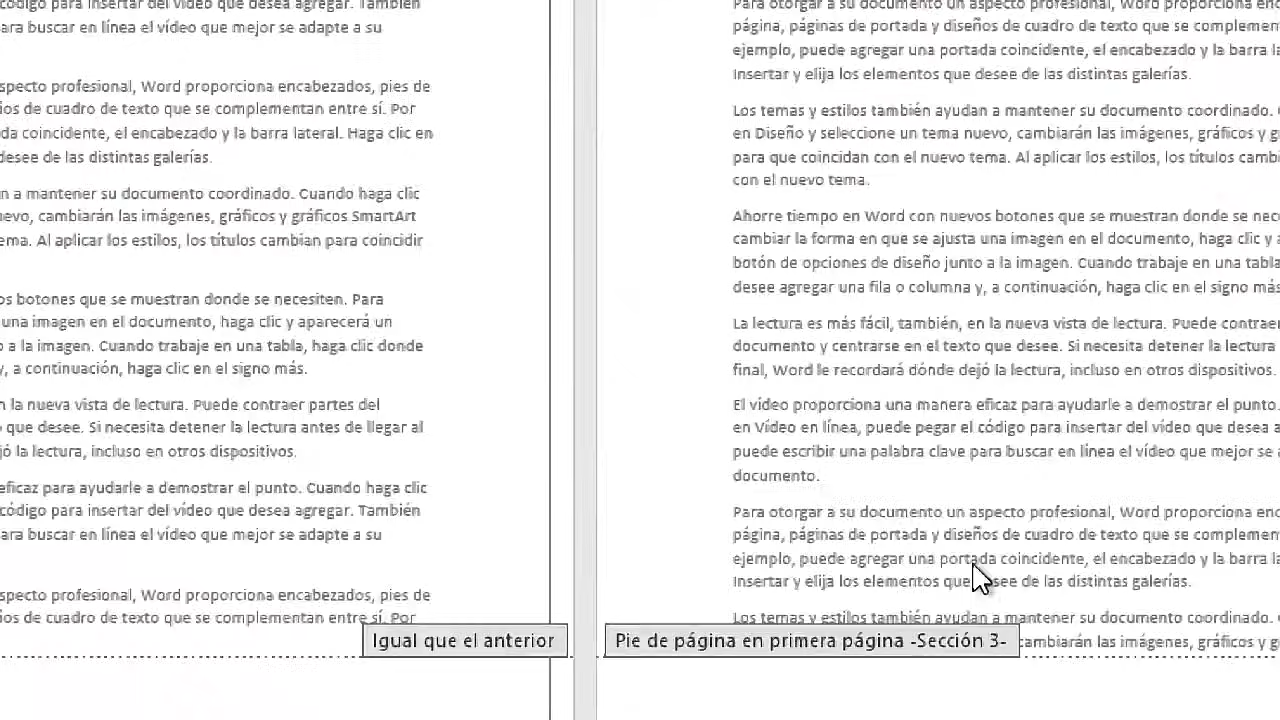 código para insertar del vídeo que desea agregar. También
para buscar en línea el vídeo que mejor se adapte a su
specto profesional, Word proporciona encabezados, pies de
ios de cuadro de texto que se complementan entre sí. Por
da coincidente, el encabezado y la barra lateral. Haga clic en
desee de las distintas galerías.
n a mantener su documento coordinado. Cuando haga clic
uevo, cambiarán las imágenes, gráficos y gráficos SmartArt
ema. Al aplicar los estilos, los títulos cambian para coincidir
os botones que se muestran donde se necesiten. Para
una imagen en el documento, haga clic y aparecerá un
o a la imagen. Cuando trabaje en una tabla, haga clic donde
y, a continuación, haga clic en el signo más.
n la nueva vista de lectura. Puede contraer partes del
que desee. Si necesita detener la lectura antes de llegar al
jó la lectura, incluso en otros dispositivos.
eficaz para ayudarle a demostrar el punto. Cuando haga clic
código para insertar del vídeo que desea agregar. También
ara buscar en línea el vídeo que mejor se adapte a su
specto profesional, Word proporciona encabezados, pies de
ios de cuadro de texto que se complementan entre sí. Por
Igual que el anterior
Para otorgar a su documento un aspecto profesional, Word proporciona enc
página, páginas de portada y diseños de cuadro de texto que se complemen
ejemplo, puede agregar una portada coincidente, el encabezado y la barra la
Insertar y elija los elementos que desee de las distintas galerías.
Los temas y estilos también ayudan a mantener su documento coordinado.
en Diseño y seleccione un tema nuevo, cambiarán las imágenes, gráficos y g
para que coincidan con el nuevo tema. Al aplicar los estilos, los títulos cambi
con el nuevo tema.
Ahorre tiempo en Word con nuevos botones que se muestran donde se nec
cambiar la forma en que se ajusta una imagen en el documento, haga clic y a
botón de opciones de diseño junto a la imagen. Cuando trabaje en una tabla
desee agregar una fila o columna y, a continuación, haga clic en el signo más
La lectura es más fácil, también, en la nueva vista de lectura. Puede contraer
documento y centrarse en el texto que desee. Si necesita detener la lectura
final, Word le recordará dónde dejó la lectura, incluso en otros dispositivos.
El vídeo proporciona una manera eficaz para ayudarle a demostrar el punto.
en Vídeo en línea, puede pegar el código para insertar del vídeo que desea a
puede escribir una palabra clave para buscar en línea el vídeo que mejor se a
documento.
Para otorgar a su documento un aspecto profesional, Word proporciona enc
página, páginas de portada y diseños de cuadro de texto que se complemen
ejemplo, puede agregar una portada coincidente, el encabezado y la barra la
Insertar y elija los elementos que desee de las distintas galerías.
Los temas y estilos también ayudan a mantener su documento coordinado.
cambiarán las imágenes, gráficos y g
Pie de página en primera página -Sección 3-